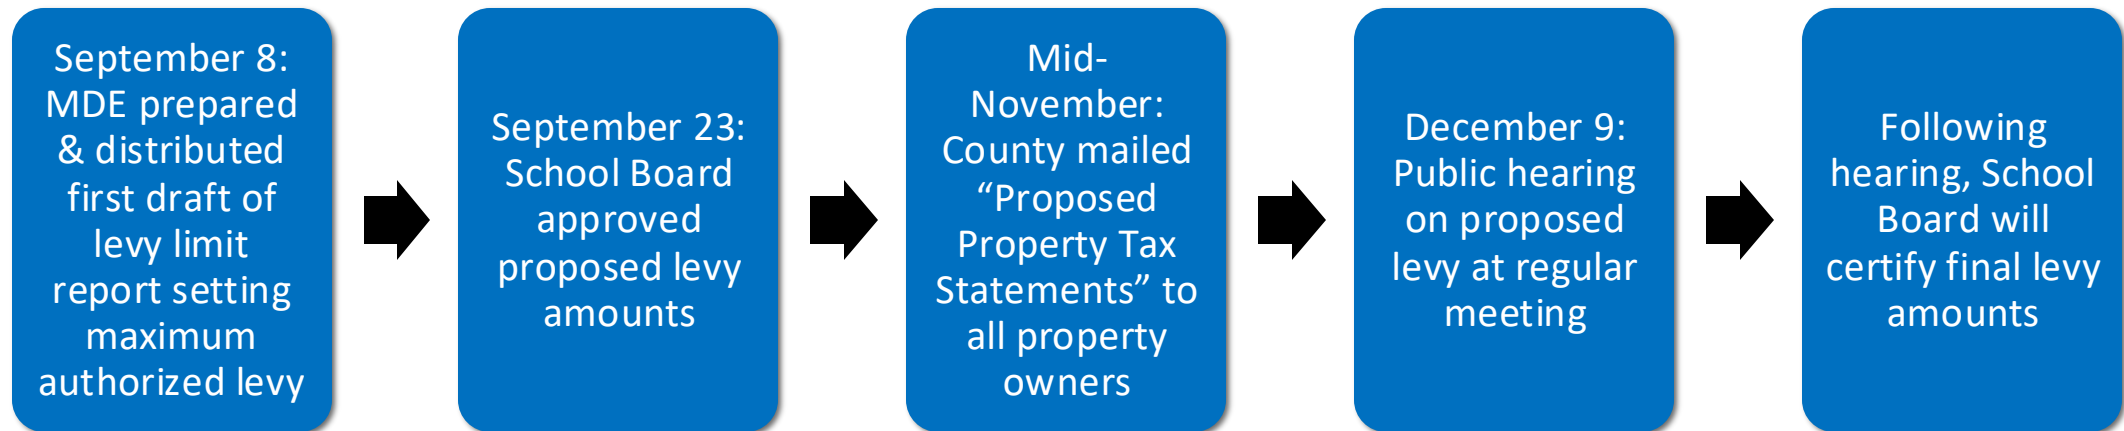 September 8:
MDE prepared
& distributed
first draft of
levy limit
report setting
maximum
authorized levy
September 23:
School Board
approved
proposed levy
amounts
Mid-
November:
County mailed
“Proposed
Property Tax
Statements” to
all property
owners
December 9:
Public hearing
on proposed
levy at regular
meeting
Following
hearing, School
Board will
certify final levy
amounts